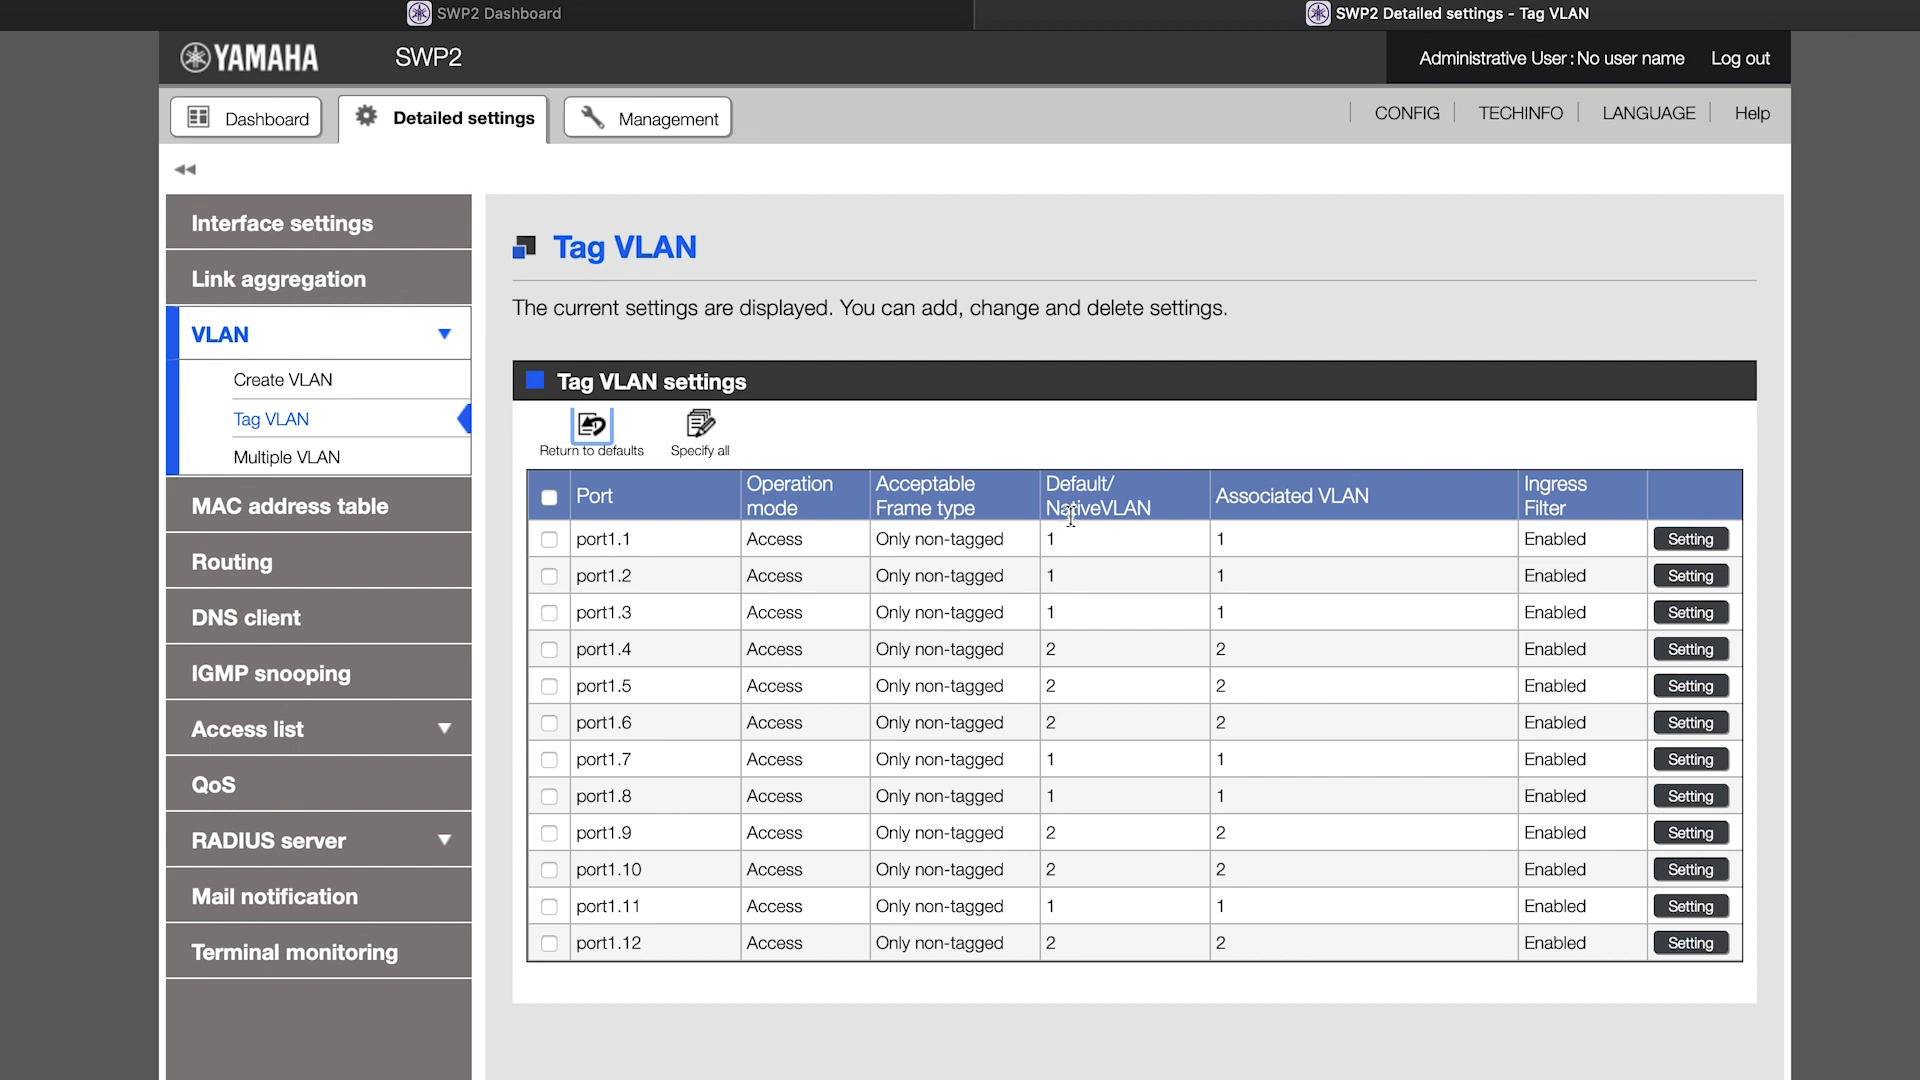 SWP2 Dashboard
SWP2 Detailed settings - Tag VLAN
YAMAHA
SWP2
Administrative User : No user name
Log out
Dashboard
Detailed settings
Management
CONFIG
TECHINFO
LANGUAGE
Help
Interface settings
Link aggregation
VLAN
Create VLAN
Tag VLAN
Multiple VLAN
MAC address table
Routing
DNS client
IGMP snooping
Access list
QoS
RADIUS server
Mail notification
Terminal monitoring
Tag VLAN
The current settings are displayed. You can add, change and delete settings.
Tag VLAN settings
Return to defaults
Specify all
Port
Operation
mode
Acceptable
Frame type
Default/
NativeVLAN
Associated VLAN
Ingress
Filter
port1.1 Access Only non-tagged 1 1 Enabled Setting
port1.2 Access Only non-tagged 1 1 Enabled Setting
port1.3 Access Only non-tagged 1 1 Enabled Setting
port1.4 Access Only non-tagged 2 2 Enabled Setting
port1.5 Access Only non-tagged 2 2 Enabled Setting
port1.6 Access Only non-tagged 2 2 Enabled Setting
port1.7 Access Only non-tagged 1 1 Enabled Setting
port1.8 Access Only non-tagged 1 1 Enabled Setting
port1.9 Access Only non-tagged 2 2 Enabled Setting
port1.10 Access Only non-tagged 2 2 Enabled Setting
port1.11 Access Only non-tagged 1 1 Enabled Setting
port1.12 Access Only non-tagged 2 2 Enabled Setting